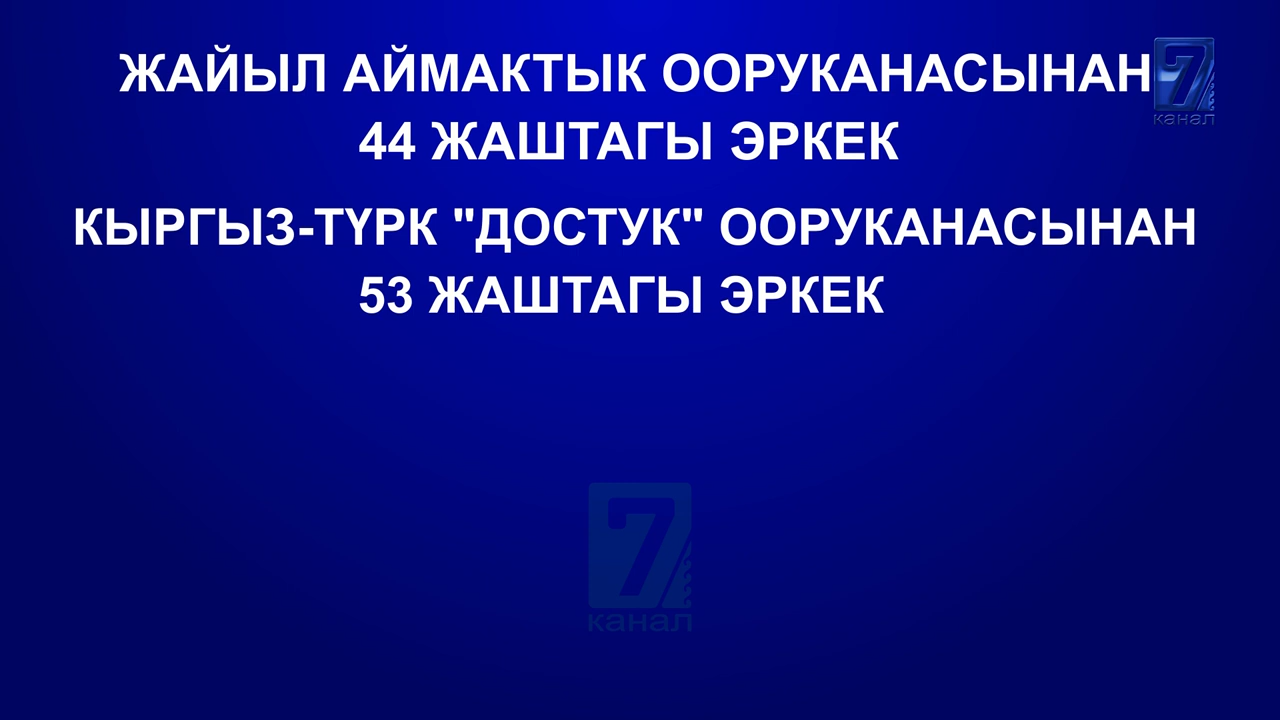 ЖАЙЫЛ АЙМАКТЫК ООРУКАНАСЫНАН
44 ЖАШТАГЫ ЭРКЕК
КЫРГЫЗ-ТҮРК "ДОСТУК" ООРУКАНАСЫНАН
53 ЖАШТАГЫ ЭРКЕК
7
канал
7
канал